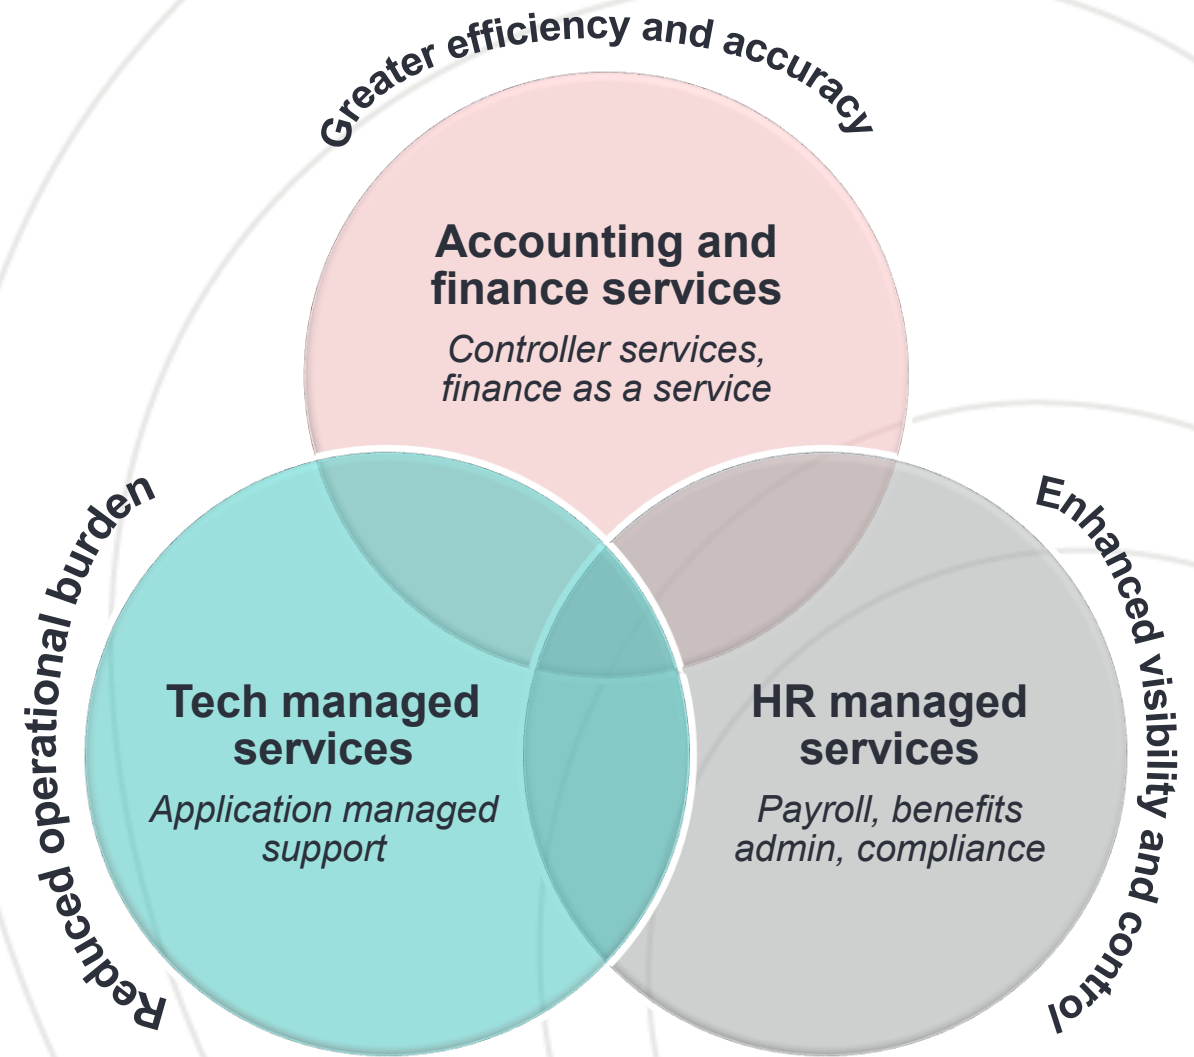 Greater efficiency and accuracy
Accounting and
finance services
Controller services,
finance as a service
Reduced operational burden
Tech managed
services
Application managed
support
Enhanced visibility and control
HR managed
services
Payroll, benefits
admin, compliance